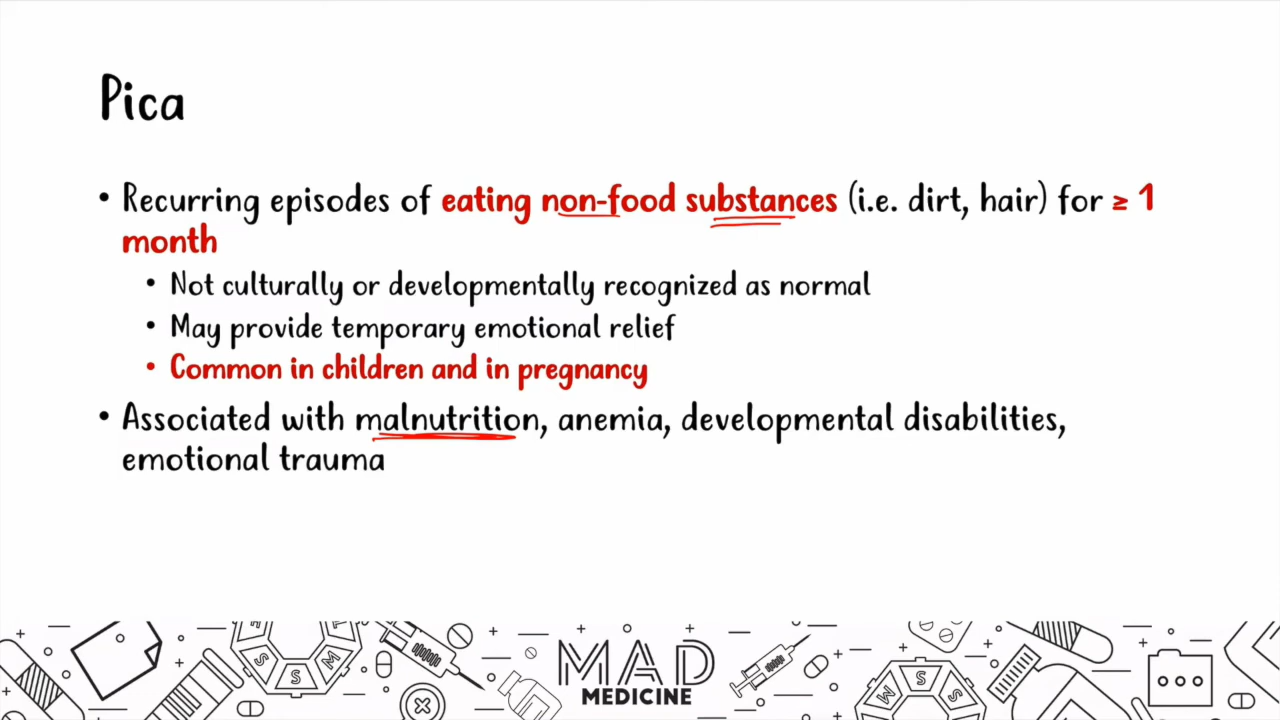 Pica
• Recurring episodes of eating non-food substances (i.e. dirt, hair) for ≥ 1
month
• Not culturally or developmentally recognized as normal
• May provide temporary emotional relief
• Common in children and in pregnancy
• Associated with malnutrition, anemia, developmental disabilities,
emotional trauma
MAD
MEDICINE